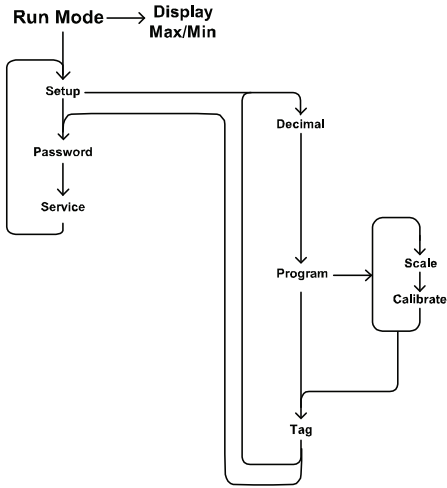 Run Mode
Display
Max/Min
Setup
Decimal
Password
Service
Program
Scale
Calibrate
Tag